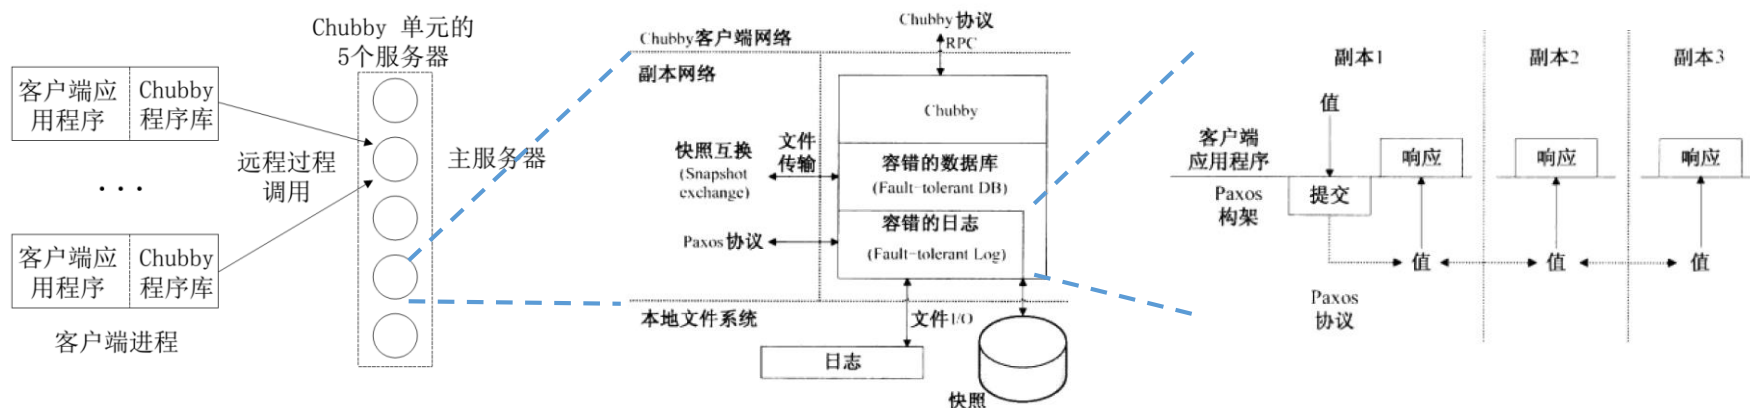 Chubby 单元的
5个服务器
客户端应
用程序
Chubby
程序库
远程过程
调用
主服务器
...
客户端应
用程序
Chubby
程序库
客户端进程
Chubby协议
RPC
Chubby客户端网络
副本网络
Chubby
快照互换
(Snapshot
exchange)
文件
传输
容错的数据库
(Fault-tolerant DB)
容错的日志
(Fault-tolerant Log)
Paxos 协议
本地文件系统
文件I/O
日志
快照
副本1
副本2
副本3
值
客户端
应用程序
响应
响应
响应
Paxos
构架
提交
值
值
值
Paxos
协议